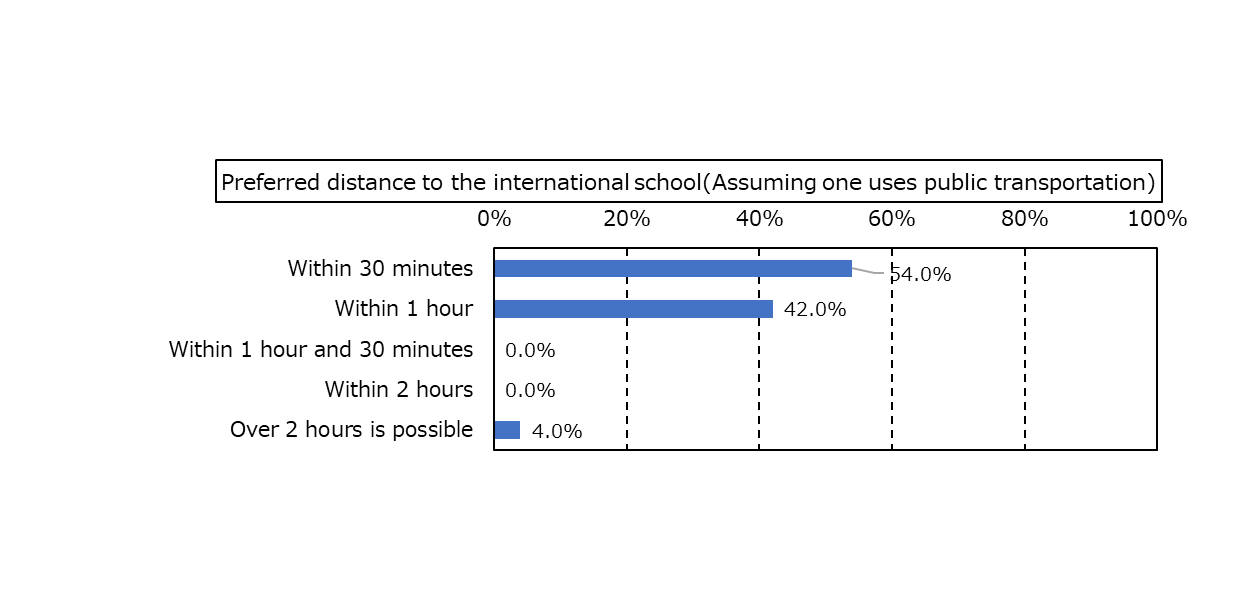 Preferred distance to the international school(Assuming one uses public transportation)
0% 20% 40% 60% 80% 100%
Within 30 minutes 54.0%
Within 1 hour 42.0%
Within 1 hour and 30 minutes 0.0%
Within 2 hours 0.0%
Over 2 hours is possible 4.0%